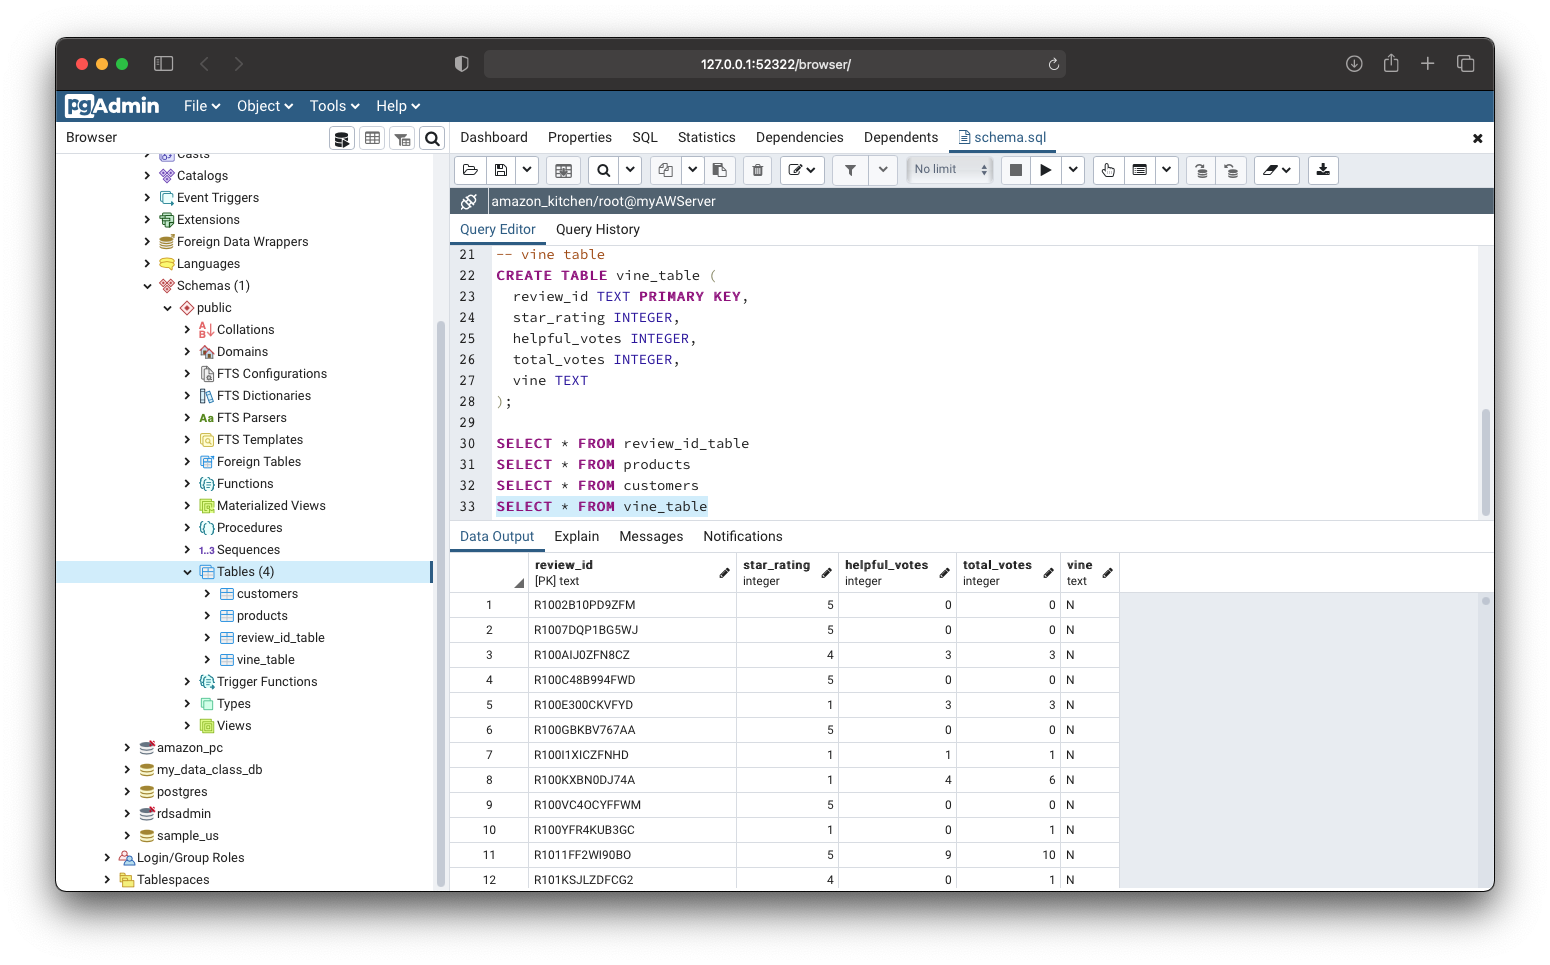 127.0.0.1:52322/browser/
pgAdmin File Object Tools Help
Browser
Dashboard Properties SQL Statistics Dependencies Dependents schema.sql
No limit
amazon_kitchen/root@myAWServer
Query Editor Query History
Casts
Catalogs
Event Triggers
Extensions
Foreign Data Wrappers
Languages
Schemas (1)
public
Collations
Domains
FTS Configurations
FTS Dictionaries
Aa FTS Parsers
FTS Templates
Foreign Tables
Functions
Materialized Views
Procedures
1..3 Sequences
Tables (4)
customers
products
review_id_table
vine_table
Trigger Functions
Types
Views
amazon_pc
my_data_class_db
postgres
rdsadmin
sample_us
Login/Group Roles
Tablespaces
21 -- vine table
22 CREATE TABLE vine_table (
23 review_id TEXT PRIMARY KEY,
24 star_rating INTEGER,
25 helpful_votes INTEGER,
26 total_votes INTEGER,
27 vine TEXT
28 );
29
30 SELECT * FROM review_id_table
31 SELECT * FROM products
32 SELECT * FROM customers
33 SELECT * FROM vine_table
Data Output Explain Messages Notifications
review_id star_rating helpful_votes total_votes vine
[PK] text integer integer integer text
1 R1002B10PD9ZFM 5 0 0 N
2 R1007DQP1BG5WJ 5 0 0 N
3 R100AIJ0ZFN8CZ 4 3 3 N
4 R100C48B994FWD 5 0 0 N
5 R100E300CKVFYD 1 3 3 N
6 R100GBKBV767AA 5 0 0 N
7 R100I1XICZFNHD 1 1 1 N
8 R100KXBN0DJ74A 1 4 6 N
9 R100VC4OCYFFWM 5 0 0 N
10 R100YFR4KUB3GC 1 0 1 N
11 R1011FF2WI90BO 5 9 10 N
12 R101KSJLZDFCG2 4 0 1 N